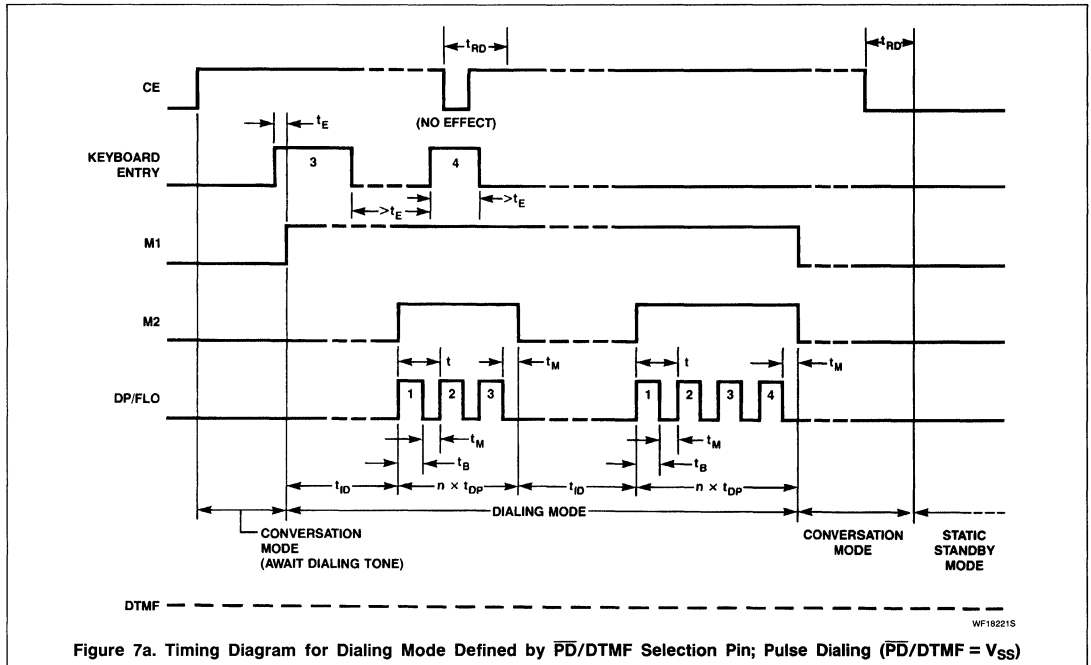 tRD
tRD
CE
(NO EFFECT)
tE
KEYBOARD
ENTRY
3
4
>tE
>tE
M1
M2
t
tM
t
tM
DP/FLO
1
2
3
1
2
3
4
tM
tM
tB
tB
tID
n × tDP
tID
n × tDP
DIALING MODE
CONVERSATION
MODE
(AWAIT DIALING TONE)
CONVERSATION
MODE
STATIC
STANDBY
MODE
DTMF
WF18221S
Figure 7a. Timing Diagram for Dialing Mode Defined by P̅D̅/DTMF Selection Pin; Pulse Dialing (P̅D̅/DTMF = VSS)